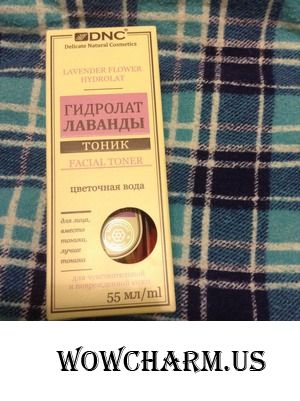 DNC
Delicate Natural Cosmetics
LAVENDER FLOWER
HYDROLAT
ГИДРОЛАТ
ЛАВАНДЫ
ТОНИК
FACIAL TONER
цветочная вода
для лица,
вместо
тоника,
лучше
тоника
для чувствительной
и поврежденной кожи
55 мл/ml
WOWCHARM.US